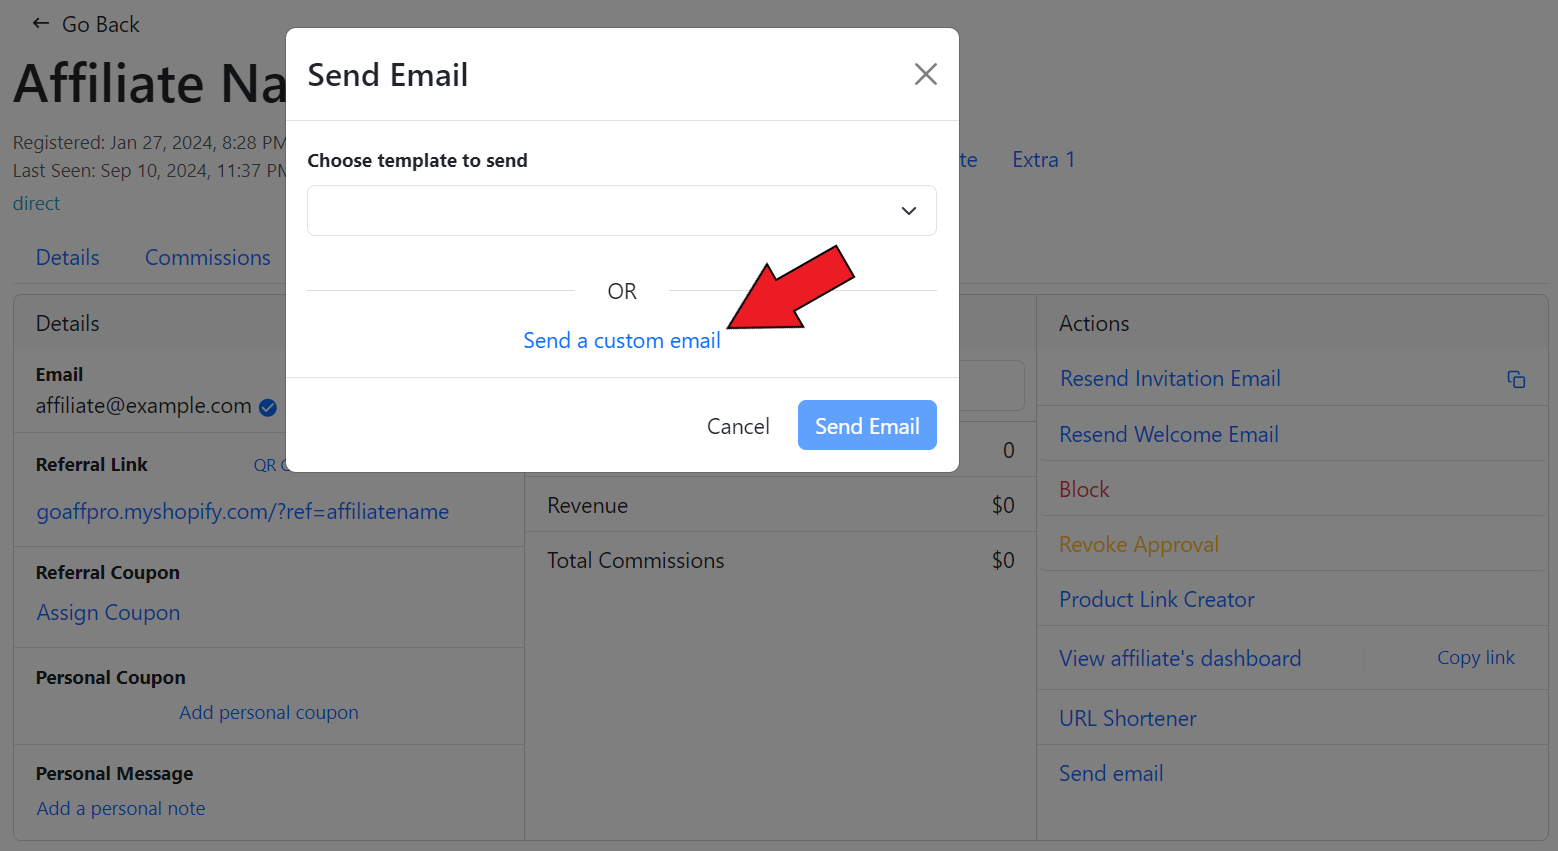 Go Back
Affiliate Na
Registered: Jan 27, 2024, 8:28 PM
Last Seen: Sep 10, 2024, 11:37 PM
direct
te
Extra 1
Details
Commissions
Send Email
Choose template to send
OR
Send a custom email
Cancel
Send Email
Details
Email
affiliate@example.com
Referral Link
QR
goaffpro.myshopify.com/?ref=affiliatename
Referral Coupon
Assign Coupon
Personal Coupon
Add personal coupon
Personal Message
Add a personal note
0
Revenue $0
Total Commissions $0
Actions
Resend Invitation Email
Resend Welcome Email
Block
Revoke Approval
Product Link Creator
View affiliate's dashboard Copy link
URL Shortener
Send email